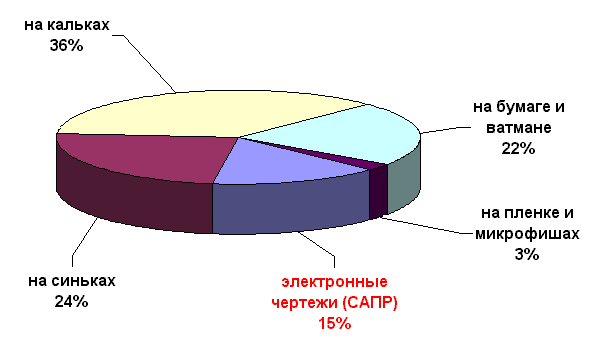 на кальках
36%
на бумаге и
ватмане
22%
на пленке и
микрофишах
3%
электронные
чертежи (САПР)
15%
на синьках
24%